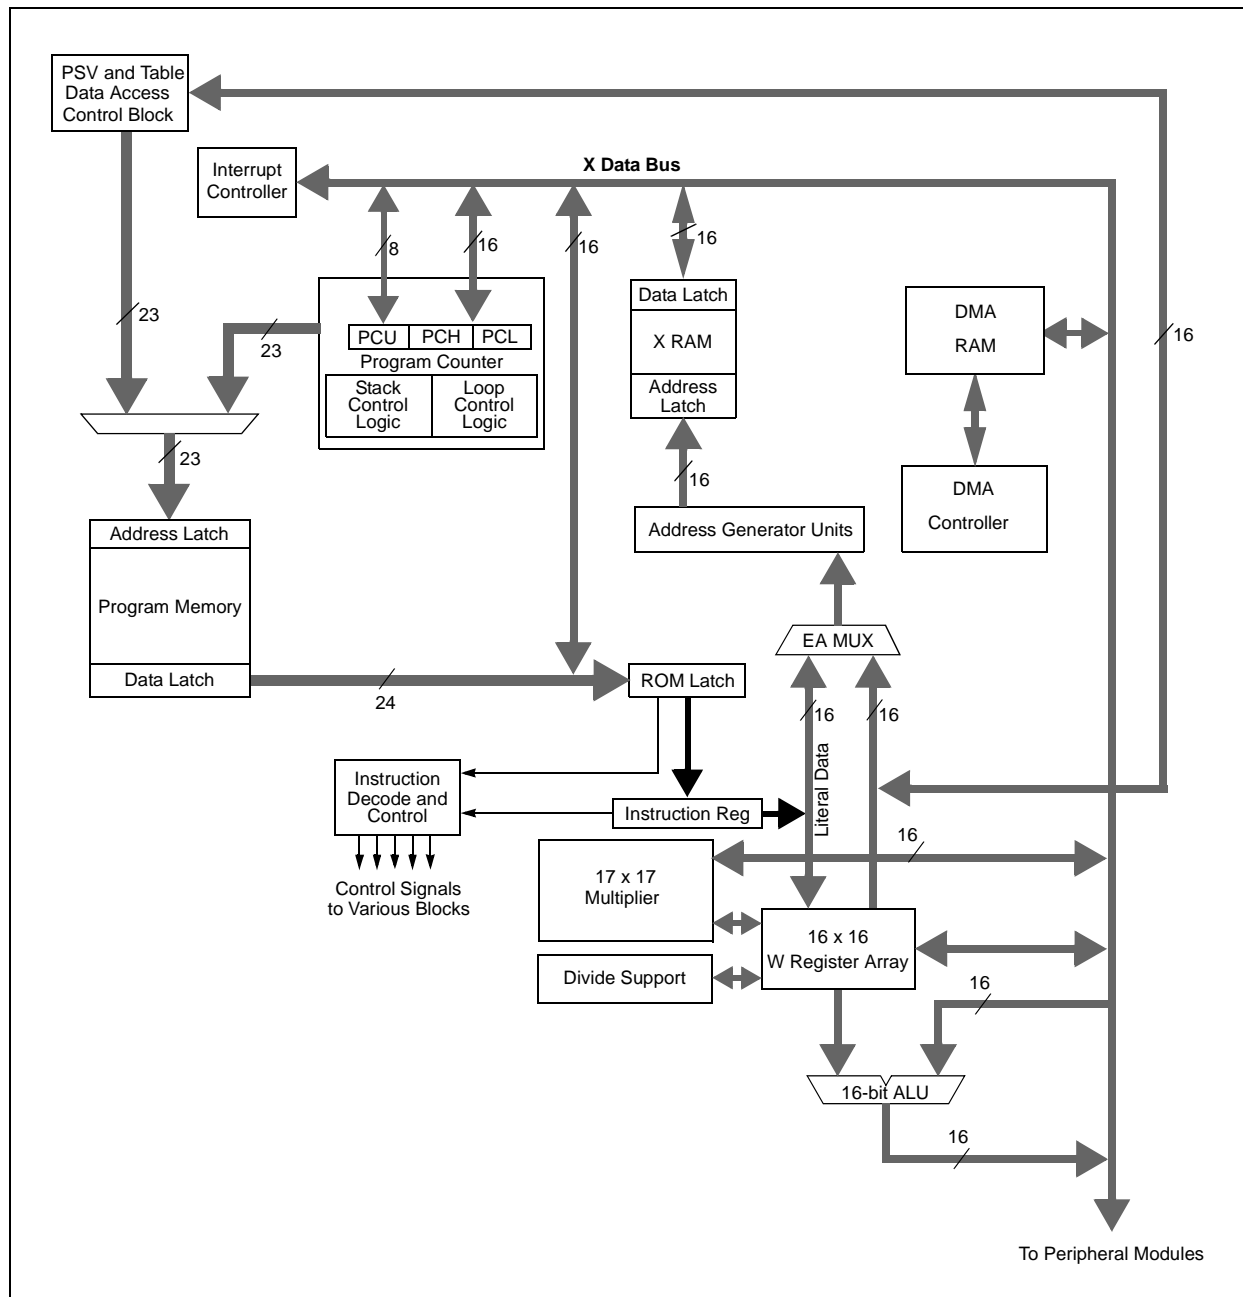 PSV and Table
Data Access
Control Block
Interrupt
Controller
X Data Bus
8
16
16
16
23
23
PCU
PCH
PCL
Program Counter
Stack
Control
Logic
Loop
Control
Logic
Data Latch
X RAM
Address
Latch
DMA
RAM
16
23
16
Address Latch
Program Memory
Data Latch
Address Generator Units
DMA
Controller
EA MUX
24
ROM Latch
16
16
Literal Data
Instruction
Decode and
Control
Instruction Reg
Control Signals
to Various Blocks
17 x 17
Multiplier
16
16 x 16
W Register Array
Divide Support
16
16-bit ALU
16
To Peripheral Modules